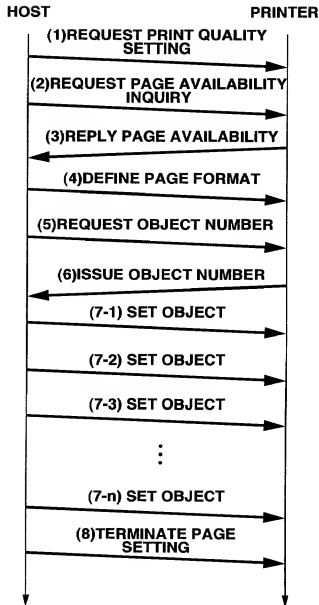 HOST PRINTER
(1)REQUEST PRINT QUALITY
SETTING
(2)REQUEST PAGE AVAILABILITY
INQUIRY
(3)REPLY PAGE AVAILABILITY
(4)DEFINE PAGE FORMAT
(5)REQUEST OBJECT NUMBER
(6)ISSUE OBJECT NUMBER
(7-1) SET OBJECT
(7-2) SET OBJECT
(7-3) SET OBJECT
(7-n) SET OBJECT
(8)TERMINATE PAGE
SETTING